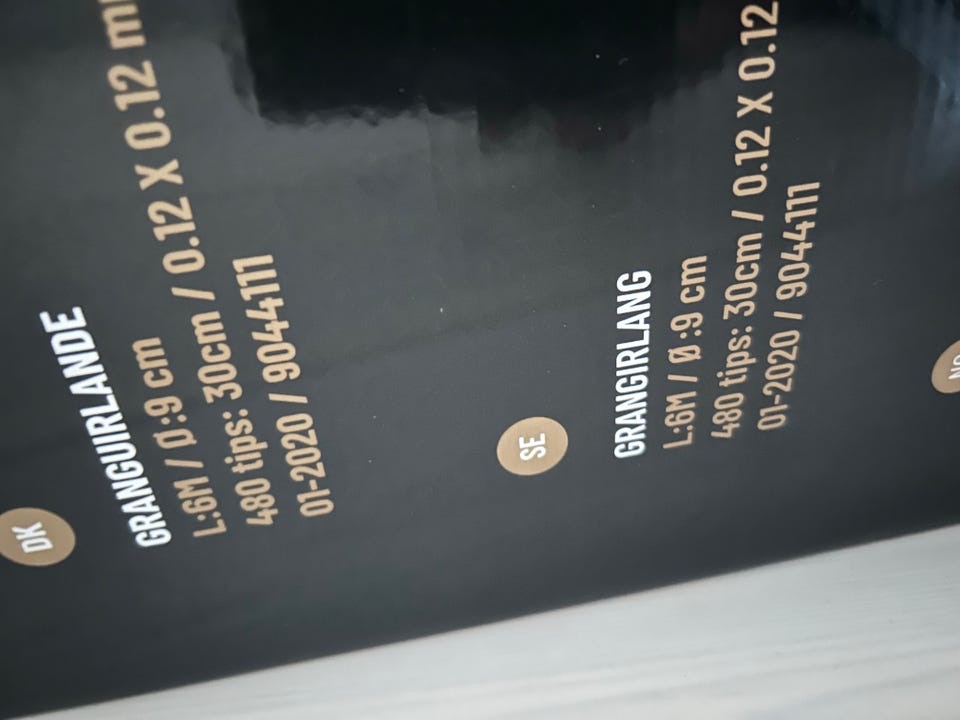 DK
GRANGUIRLANDE
L:6M / Ø:9 cm
480 tips: 30cm / 0.12 X 0.12
01-2020 / 9044111
SE
GRANGIRLANG
L:6M / Ø:9 cm
480 tips: 30cm / 0.12 X 0.12
01-2020 / 9044111
NO